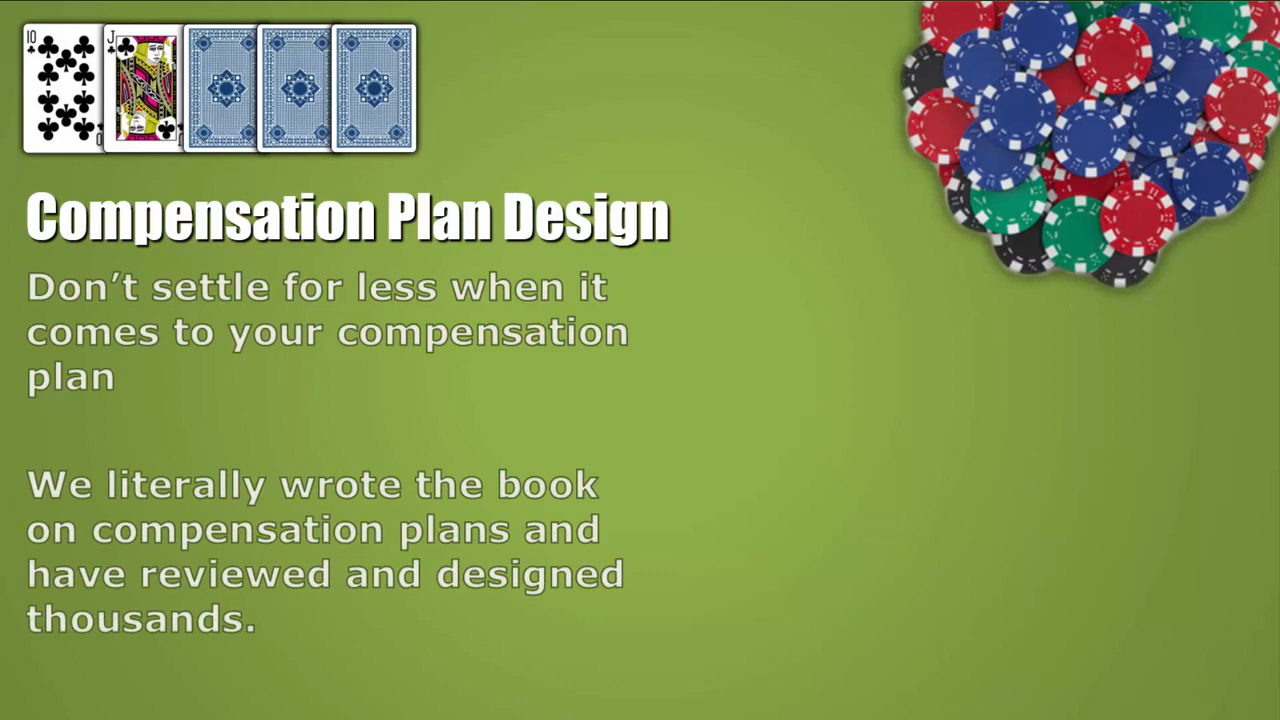 10
J
Compensation Plan Design
Don’t settle for less when it
comes to your compensation
plan
We literally wrote the book
on compensation plans and
have reviewed and designed
thousands.